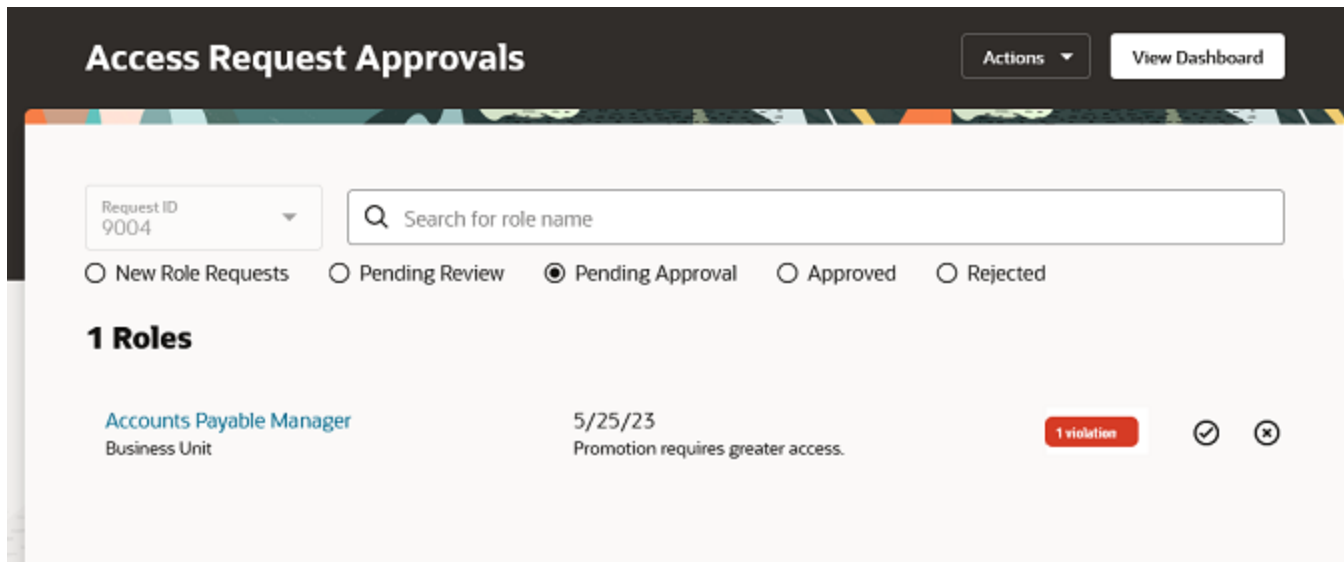 Access Request Approvals
Actions
View Dashboard
Request ID
9004
Search for role name
New Role Requests
Pending Review
Pending Approval
Approved
Rejected
1 Roles
Accounts Payable Manager
Business Unit
5/25/23
Promotion requires greater access.
1 violation